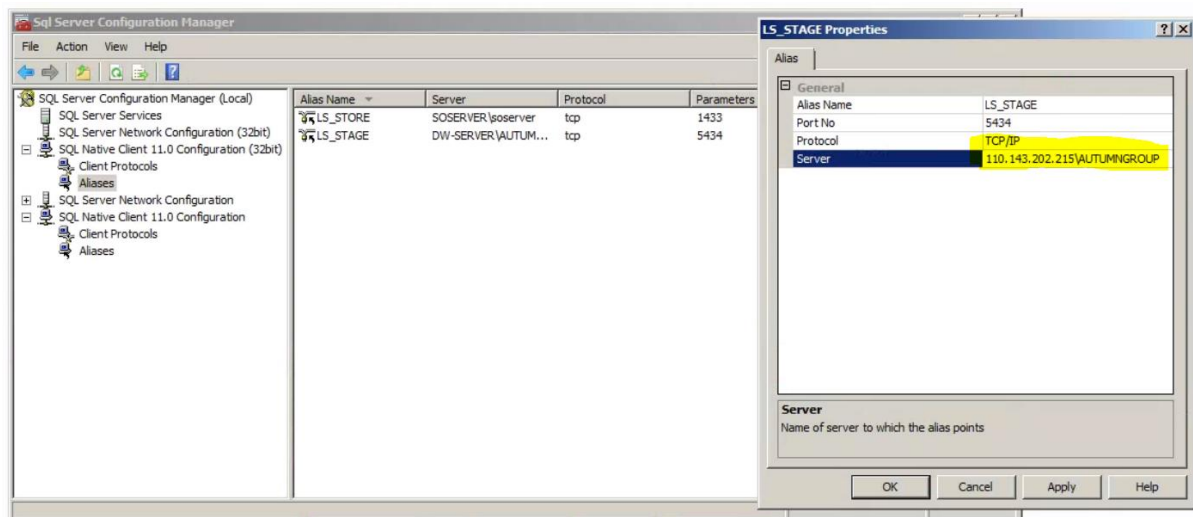 Sql Server Configuration Manager
File Action View Help
SQL Server Configuration Manager (Local)
SQL Server Services
SQL Server Network Configuration (32bit)
SQL Native Client 11.0 Configuration (32bit)
Client Protocols
Aliases
SQL Server Network Configuration
SQL Native Client 11.0 Configuration
Client Protocols
Aliases
Alias Name Server Protocol Parameters
LS_STORE SOSERVER\soserver tcp 1433
LS_STAGE DW-SERVER\AUTUM... tcp 5434
LS_STAGE Properties
Alias
General
Alias Name LS_STAGE
Port No 5434
Protocol TCP/IP
Server 110.143.202.215\AUTUMNGROUP
Server
Name of server to which the alias points
OK Cancel Apply Help